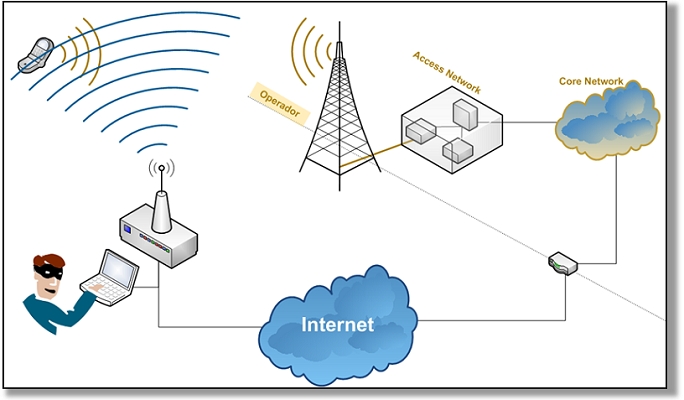 Operador
Access Network
Core Network
Internet